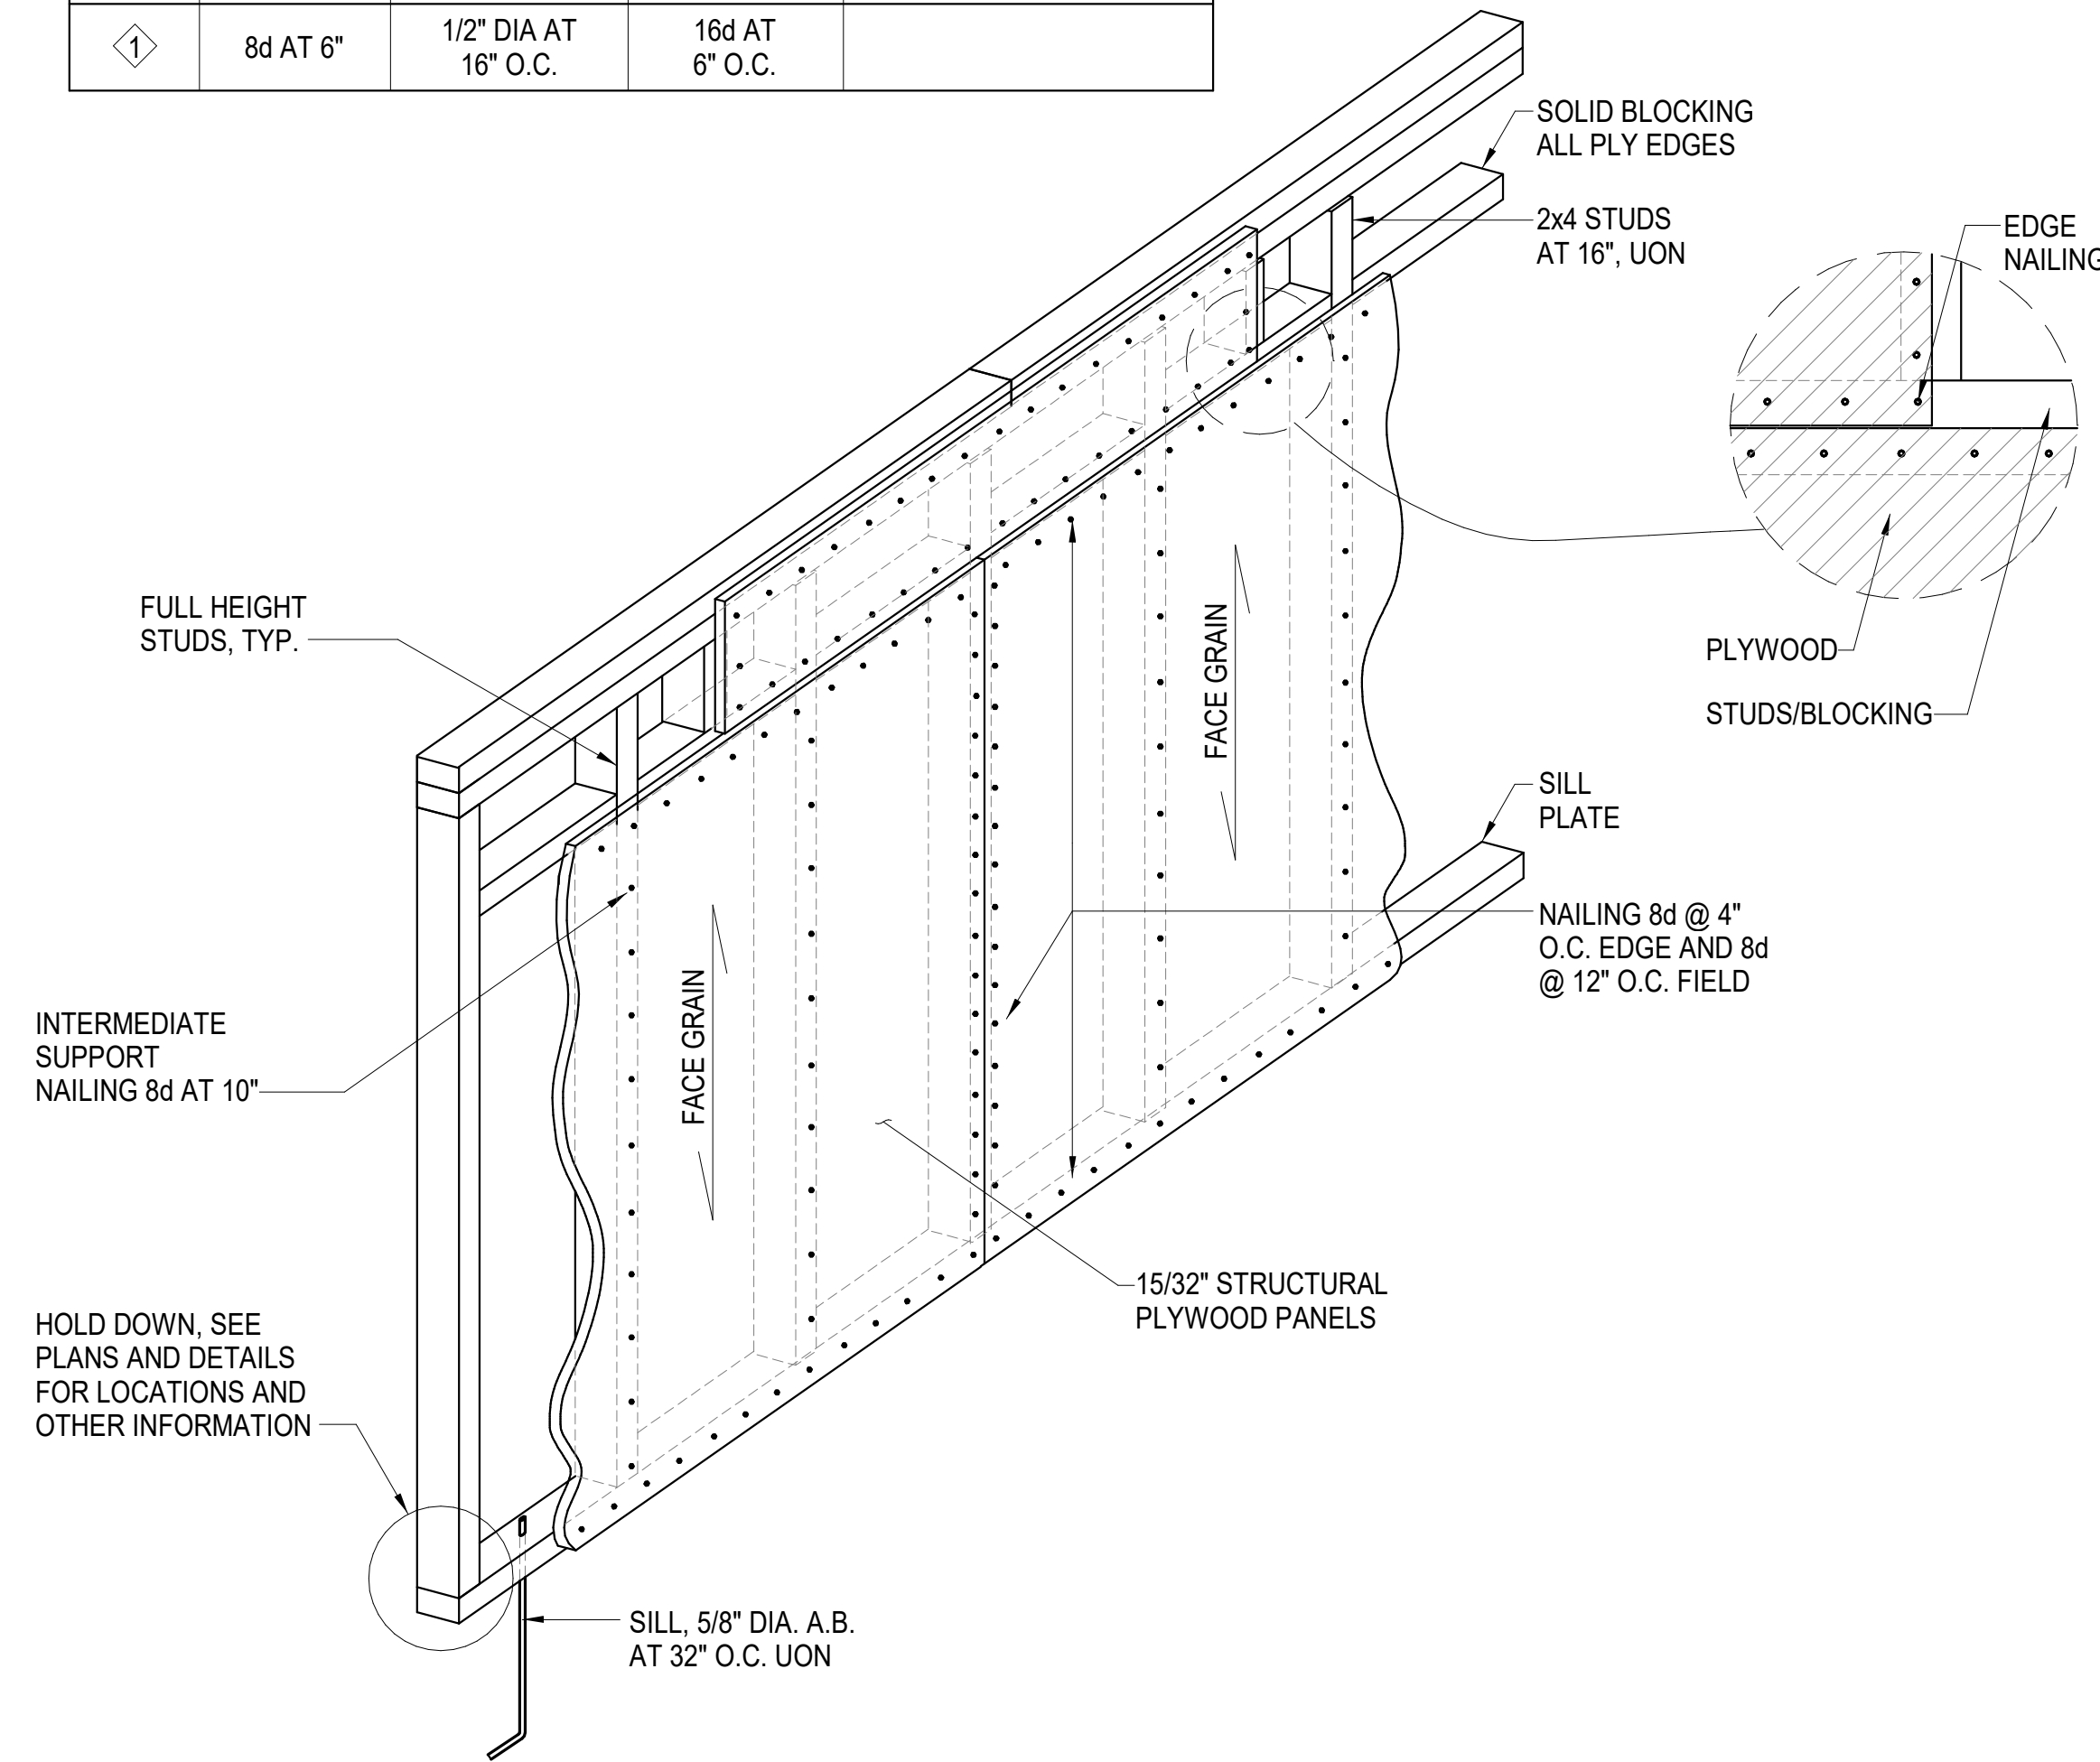 1
8d AT 6"
1/2" DIA AT
16" O.C.
16d AT
6" O.C.
SOLID BLOCKING
ALL PLY EDGES
2x4 STUDS
AT 16", UON
EDGE
NAILING
FULL HEIGHT
STUDS, TYP.
FACE GRAIN
PLYWOOD
STUDS/BLOCKING
SILL
PLATE
NAILING 8d @ 4"
O.C. EDGE AND 8d
@ 12" O.C. FIELD
FACE GRAIN
INTERMEDIATE
SUPPORT
NAILING 8d AT 10"
15/32" STRUCTURAL
PLYWOOD PANELS
HOLD DOWN, SEE
PLANS AND DETAILS
FOR LOCATIONS AND
OTHER INFORMATION
SILL, 5/8" DIA. A.B.
AT 32" O.C. UON